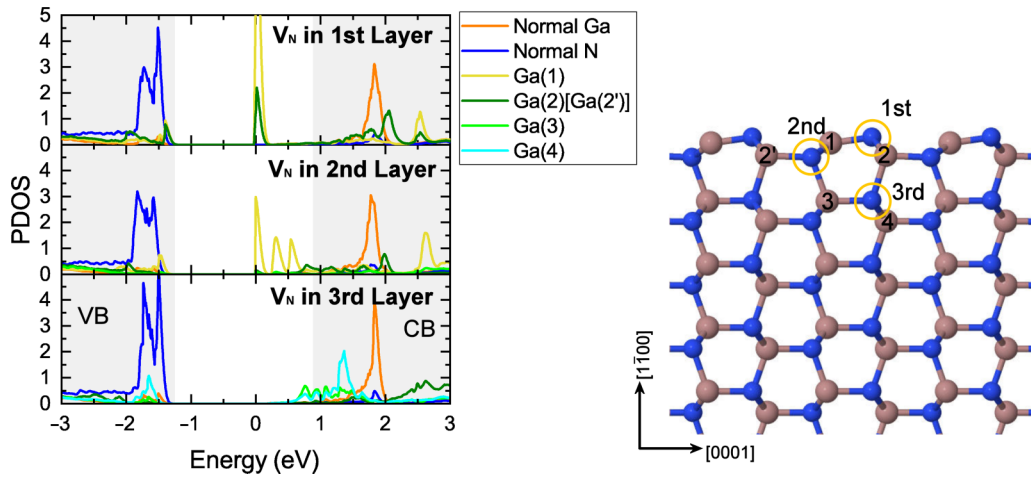 V_N in 1st Layer
V_N in 2nd Layer
V_N in 3rd Layer
VB
CB
5
4
3
2
1
0
4
3
2
1
0
4
3
2
1
0
PDOS
−3
−2
−1
0
1
2
3
Energy (eV)
Normal Ga
Normal N
Ga(1)
Ga(2)[Ga(2')]
Ga(3)
Ga(4)
1st
2nd
1
2'
2
3rd
3
4
[11̄00]
[0001]